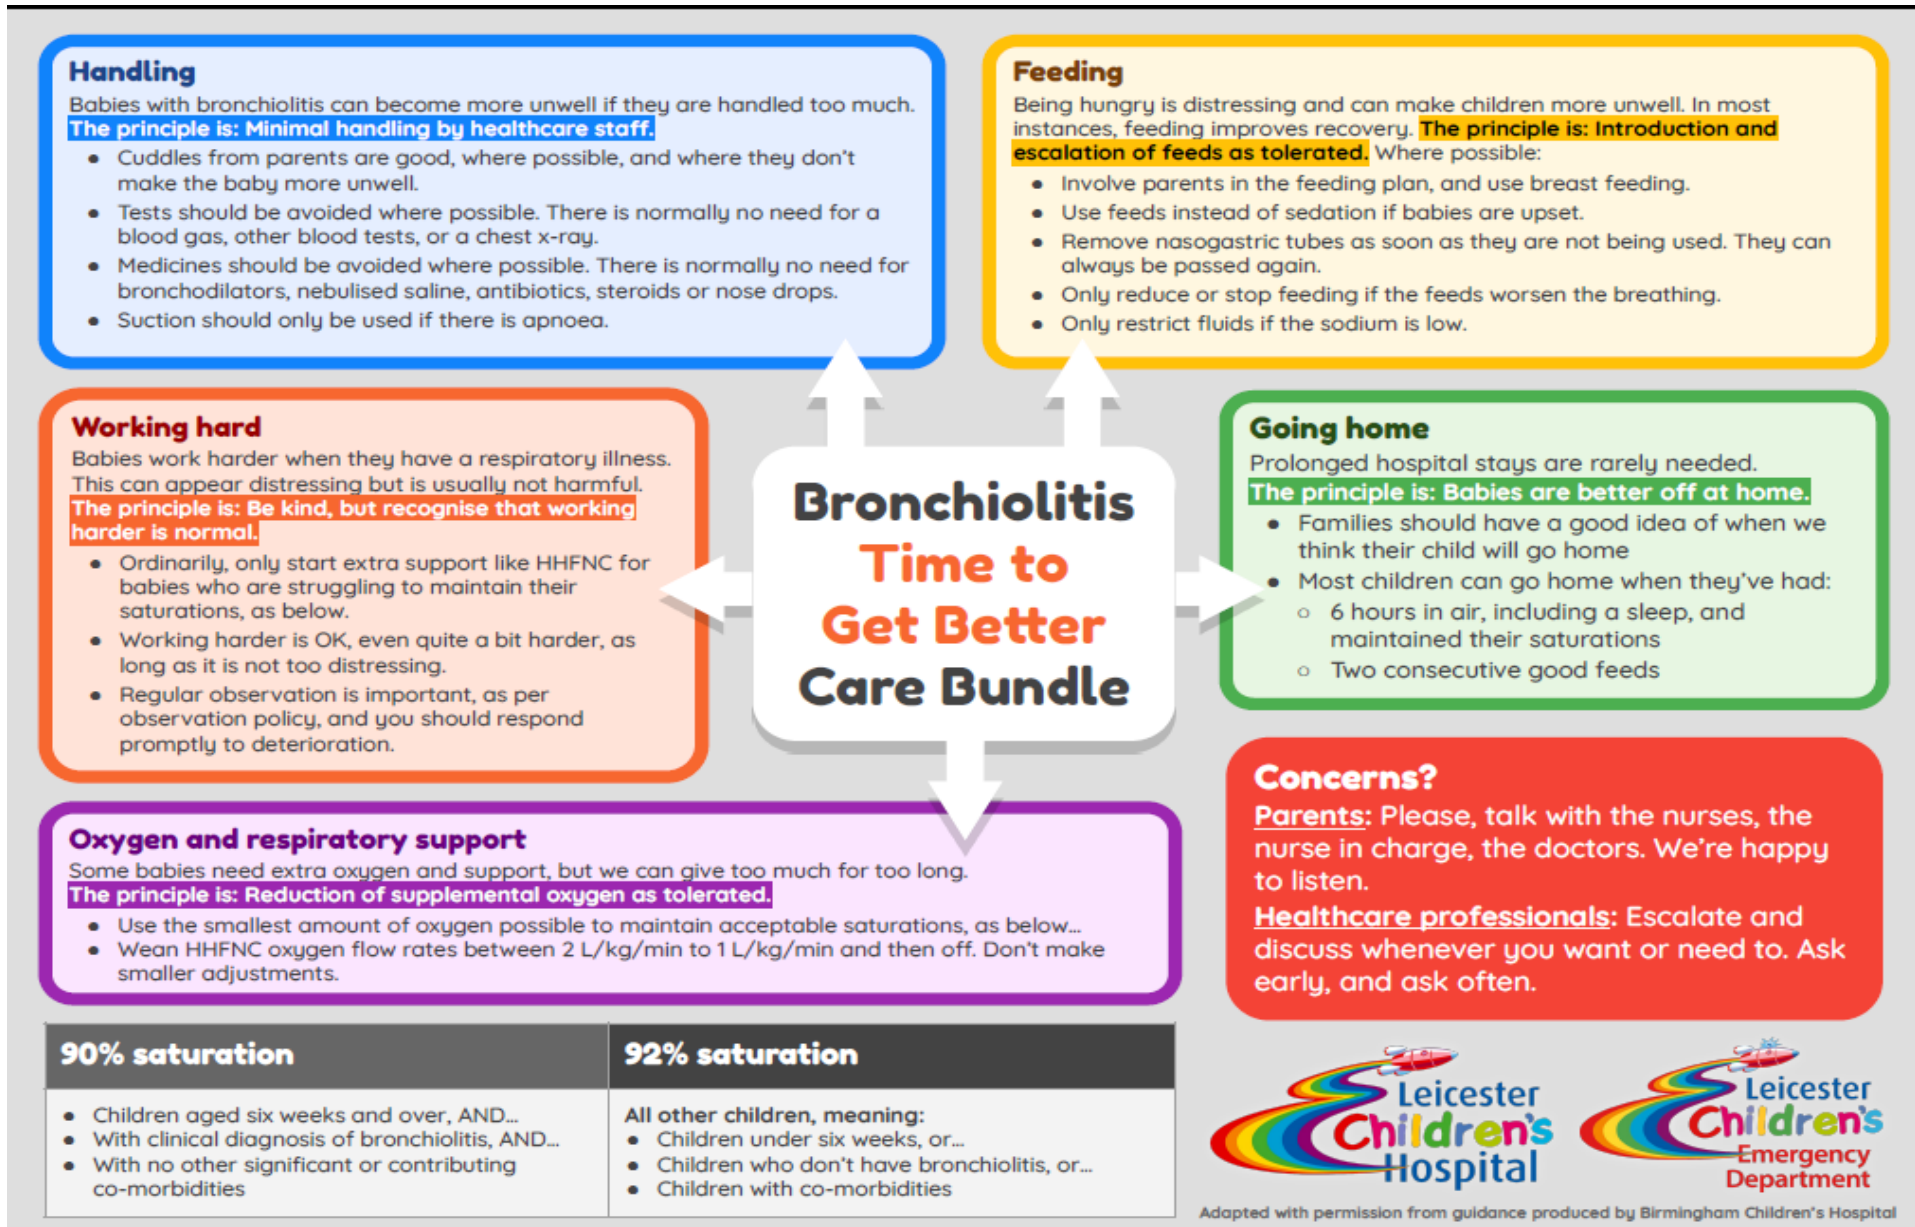 Handling
Babies with bronchiolitis can become more unwell if they are handled too much.
The principle is: Minimal handling by healthcare staff.
• Cuddles from parents are good, where possible, and where they don't
make the baby more unwell.
• Tests should be avoided where possible. There is normally no need for a
blood gas, other blood tests, or a chest x-ray.
• Medicines should be avoided where possible. There is normally no need for
bronchodilators, nebulised saline, antibiotics, steroids or nose drops.
• Suction should only be used if there is apnoea.
Feeding
Being hungry is distressing and can make children more unwell. In most
instances, feeding improves recovery. The principle is: Introduction and
escalation of feeds as tolerated. Where possible:
• Involve parents in the feeding plan, and use breast feeding.
• Use feeds instead of sedation if babies are upset.
• Remove nasogastric tubes as soon as they are not being used. They can
always be passed again.
• Only reduce or stop feeding if the feeds worsen the breathing.
• Only restrict fluids if the sodium is low.
Working hard
Babies work harder when they have a respiratory illness.
This can appear distressing but is usually not harmful.
The principle is: Be kind, but recognise that working
harder is normal.
• Ordinarily, only start extra support like HHFNC for
babies who are struggling to maintain their
saturations, as below.
• Working harder is OK, even quite a bit harder, as
long as it is not too distressing.
• Regular observation is important, as per
observation policy, and you should respond
promptly to deterioration.
Bronchiolitis
Time to
Get Better
Care Bundle
Going home
Prolonged hospital stays are rarely needed.
The principle is: Babies are better off at home.
• Families should have a good idea of when we
think their child will go home
• Most children can go home when they've had:
○ 6 hours in air, including a sleep, and
maintained their saturations
○ Two consecutive good feeds
Oxygen and respiratory support
Some babies need extra oxygen and support, but we can give too much for too long.
The principle is: Reduction of supplemental oxygen as tolerated.
• Use the smallest amount of oxygen possible to maintain acceptable saturations, as below...
• Wean HHFNC oxygen flow rates between 2 L/kg/min to 1 L/kg/min and then off. Don't make
smaller adjustments.
Concerns?
Parents: Please, talk with the nurses, the
nurse in charge, the doctors. We're happy
to listen.
Healthcare professionals: Escalate and
discuss whenever you want or need to. Ask
early, and ask often.
90% saturation
• Children aged six weeks and over, AND...
• With clinical diagnosis of bronchiolitis, AND...
• With no other significant or contributing
co-morbidities
92% saturation
All other children, meaning:
• Children under six weeks, or...
• Children who don't have bronchiolitis, or...
• Children with co-morbidities
Leicester
Children's
Hospital
Leicester
Children's
Emergency
Department
Adapted with permission from guidance produced by Birmingham Children's Hospital